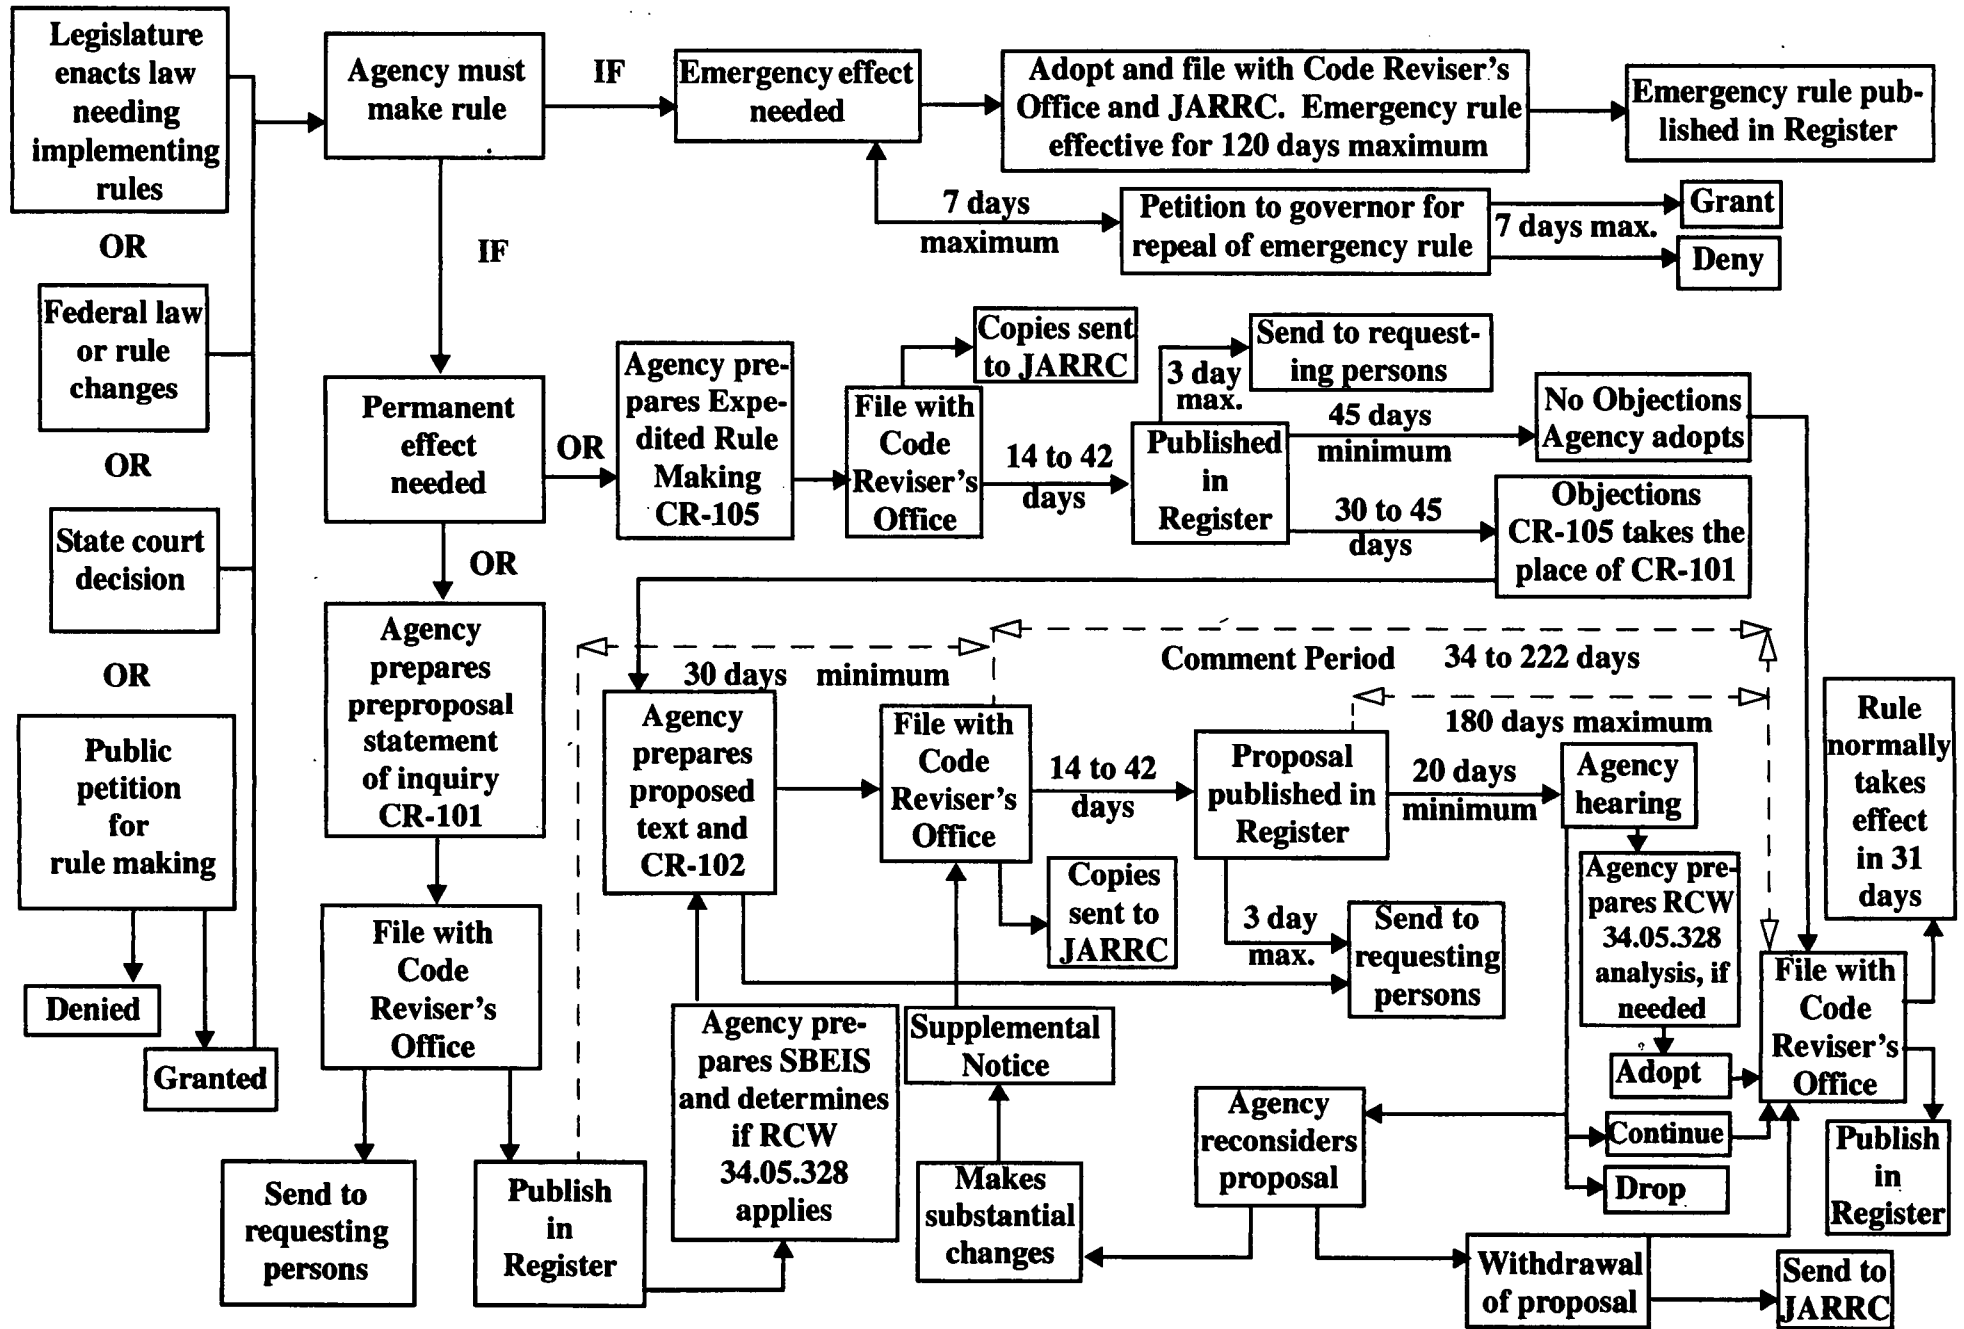 Legislature
enacts law
needing
implementing
rules
OR
Federal law
or rule
changes
OR
State court
decision
OR
Public
petition
for
rule making
Denied
Granted
Agency must
make rule
IF
Emergency effect
needed
Adopt and file with Code Reviser's
Office and JARRC. Emergency rule
effective for 120 days maximum
Emergency rule pub-
lished in Register
7 days
maximum
Petition to governor for
repeal of emergency rule
7 days max.
Grant
Deny
IF
Permanent
effect
needed
OR
Agency pre-
pares Expe-
dited Rule
Making
CR-105
File with
Code
Reviser's
Office
Copies sent
to JARRC
14 to 42
days
Published
in
Register
3 day
max.
Send to request-
ing persons
45 days
minimum
No Objections
Agency adopts
30 to 45
days
Objections
CR-105 takes the
place of CR-101
OR
Agency
prepares
preproposal
statement
of inquiry
CR-101
File with
Code
Reviser's
Office
Send to
requesting
persons
Publish
in
Register
30 days minimum
Comment Period 34 to 222 days
180 days maximum
Agency
prepares
proposed
text and
CR-102
File with
Code
Reviser's
Office
14 to 42
days
Proposal
published in
Register
20 days
minimum
Agency
hearing
Copies
sent to
JARRC
3 day
max.
Send to
requesting
persons
Agency pre-
pares SBEIS
and determines
if RCW
34.05.328
applies
Supplemental
Notice
Makes
substantial
changes
Agency
reconsiders
proposal
Withdrawal
of proposal
Send to
JARRC
Agency pre-
pares RCW
34.05.328
analysis, if
needed
Adopt
Continue
Drop
File with
Code
Reviser's
Office
Rule
normally
takes
effect
in 31
days
Publish
in
Register